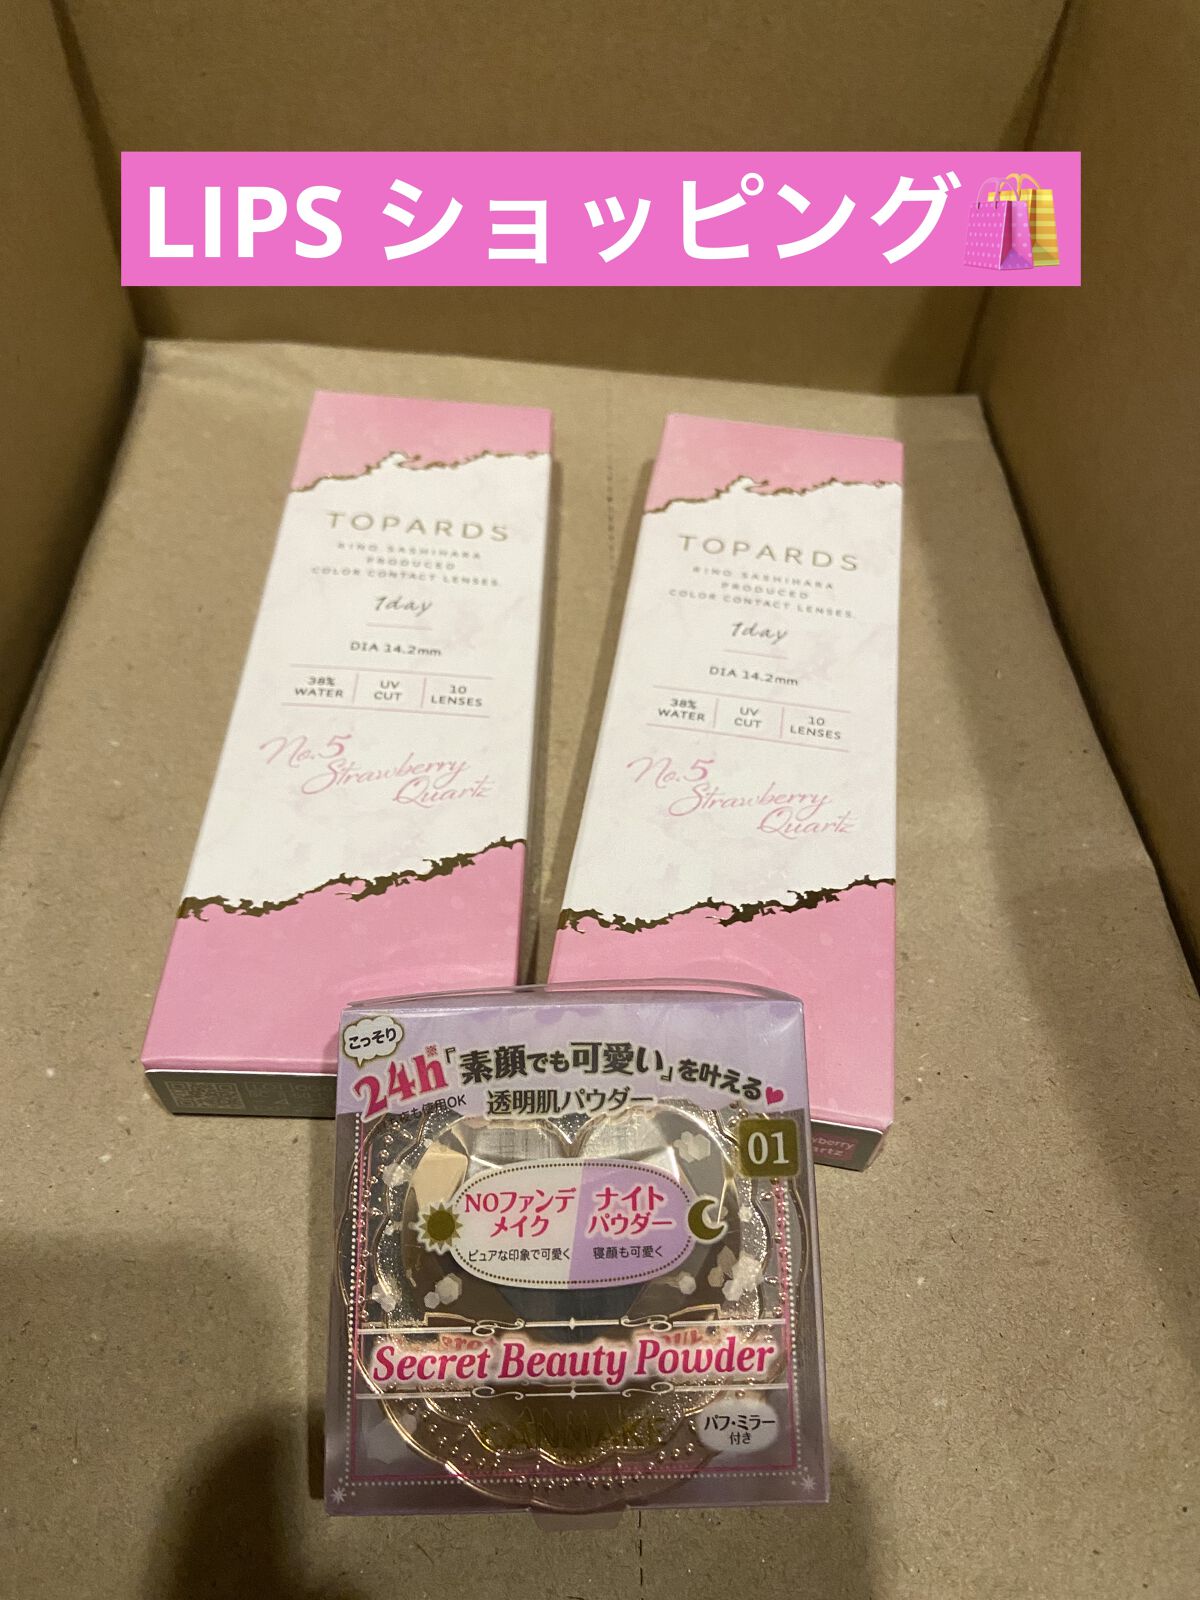 LIPS ショッピング
TOPARDS
RINO SASHIHARA
PRODUCED
COLOR CONTACT LENSES.
1day
DIA 14.2mm
38% WATER
UV CUT
10 LENSES
No.5
Strawberry
Quartz
TOPARDS
RINO SASHIHARA
PRODUCED
COLOR CONTACT LENSES.
1day
DIA 14.2mm
38% WATER
UV CUT
10 LENSES
No.5
Strawberry
Quartz
こっそり
24h※「素顔でも可愛い」を叶える
使用OK
透明肌パウダー
01
NOファンデ
メイク
ピュアな印象で可愛く
ナイト
パウダー
寝顔も可愛く
Secret Beauty Powder
CANMAKE
パフ・ミラー
付き